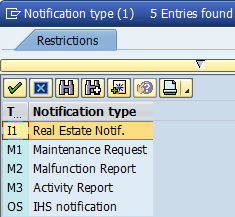 Notification type (1) 5 Entries found
Restrictions
T... Notification type
I1 Real Estate Notif.
M1 Maintenance Request
M2 Malfunction Report
M3 Activity Report
OS IHS notification